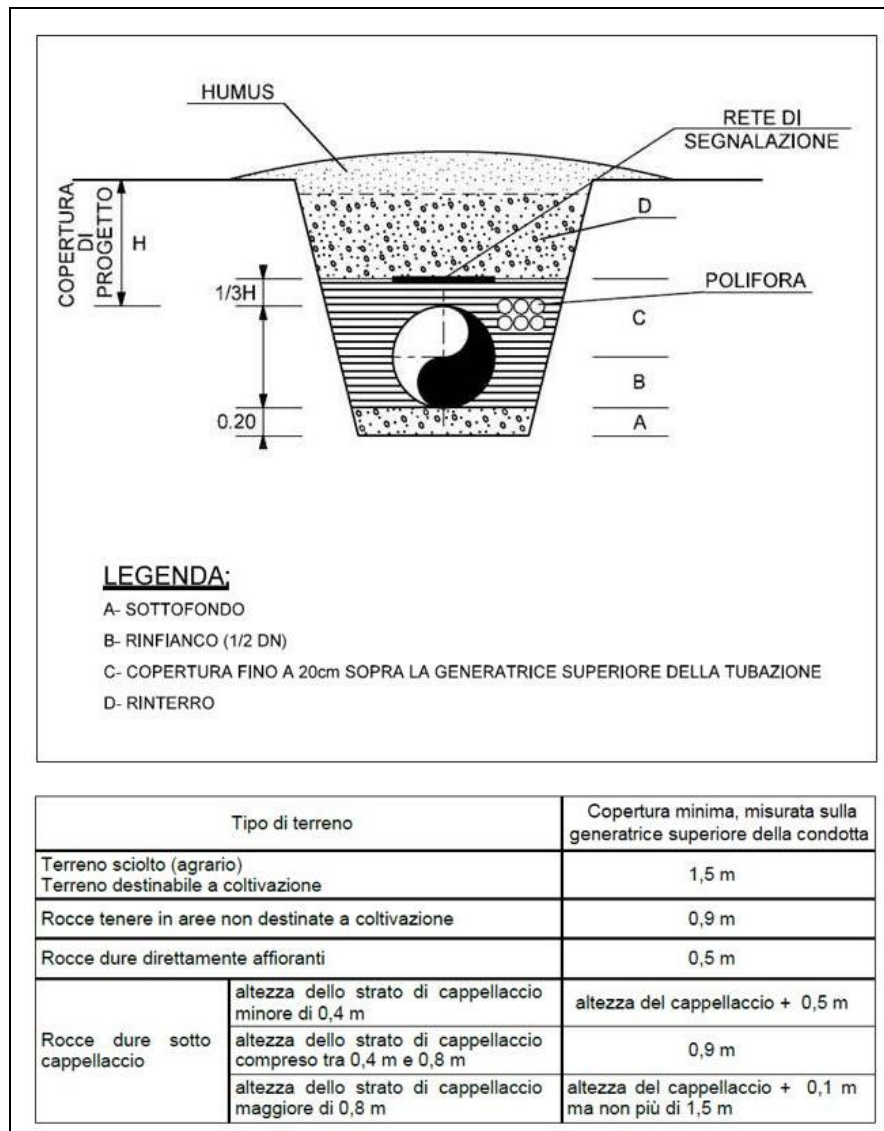 HUMUS
RETE DI
SEGNALAZIONE
COPERTURA
DI
PROGETTO
H
D
1/3H
POLIFORA
C
B
0.20
A
LEGENDA:
A- SOTTOFONDO
B- RINFIANCO (1/2 DN)
C- COPERTURA FINO A 20cm SOPRA LA GENERATRICE SUPERIORE DELLA TUBAZIONE
D- RINTERRO
Tipo di terreno
Copertura minima, misurata sulla
generatrice superiore della condotta
Terreno sciolto (agrario)
Terreno destinabile a coltivazione
1,5 m
Rocce tenere in aree non destinate a coltivazione
0,9 m
Rocce dure direttamente affioranti
0,5 m
Rocce dure sotto
cappellaccio
altezza dello strato di cappellaccio
minore di 0,4 m
altezza del cappellaccio + 0,5 m
altezza dello strato di cappellaccio
compreso tra 0,4 m e 0,8 m
0,9 m
altezza dello strato di cappellaccio
maggiore di 0,8 m
altezza del cappellaccio + 0,1 m
ma non più di 1,5 m